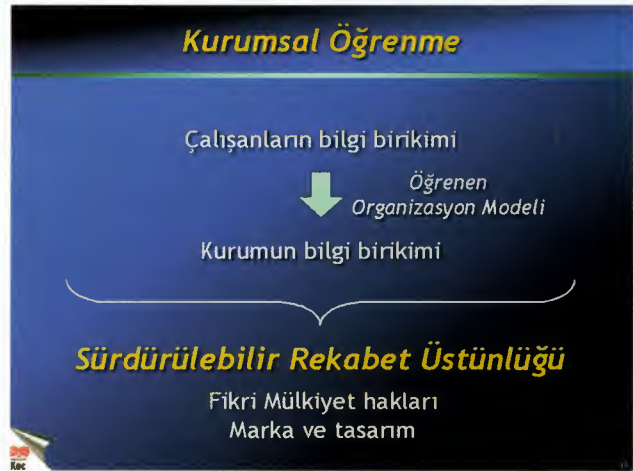 Kurumsal Öğrenme
Çalışanların bilgi birikimi
Öğrenen
Organizasyon Modeli
Kurumun bilgi birikimi
Sürdürülebilir Rekabet Üstünlüğü
Fikri Mülkiyet hakları
Marka ve tasarım
Koç